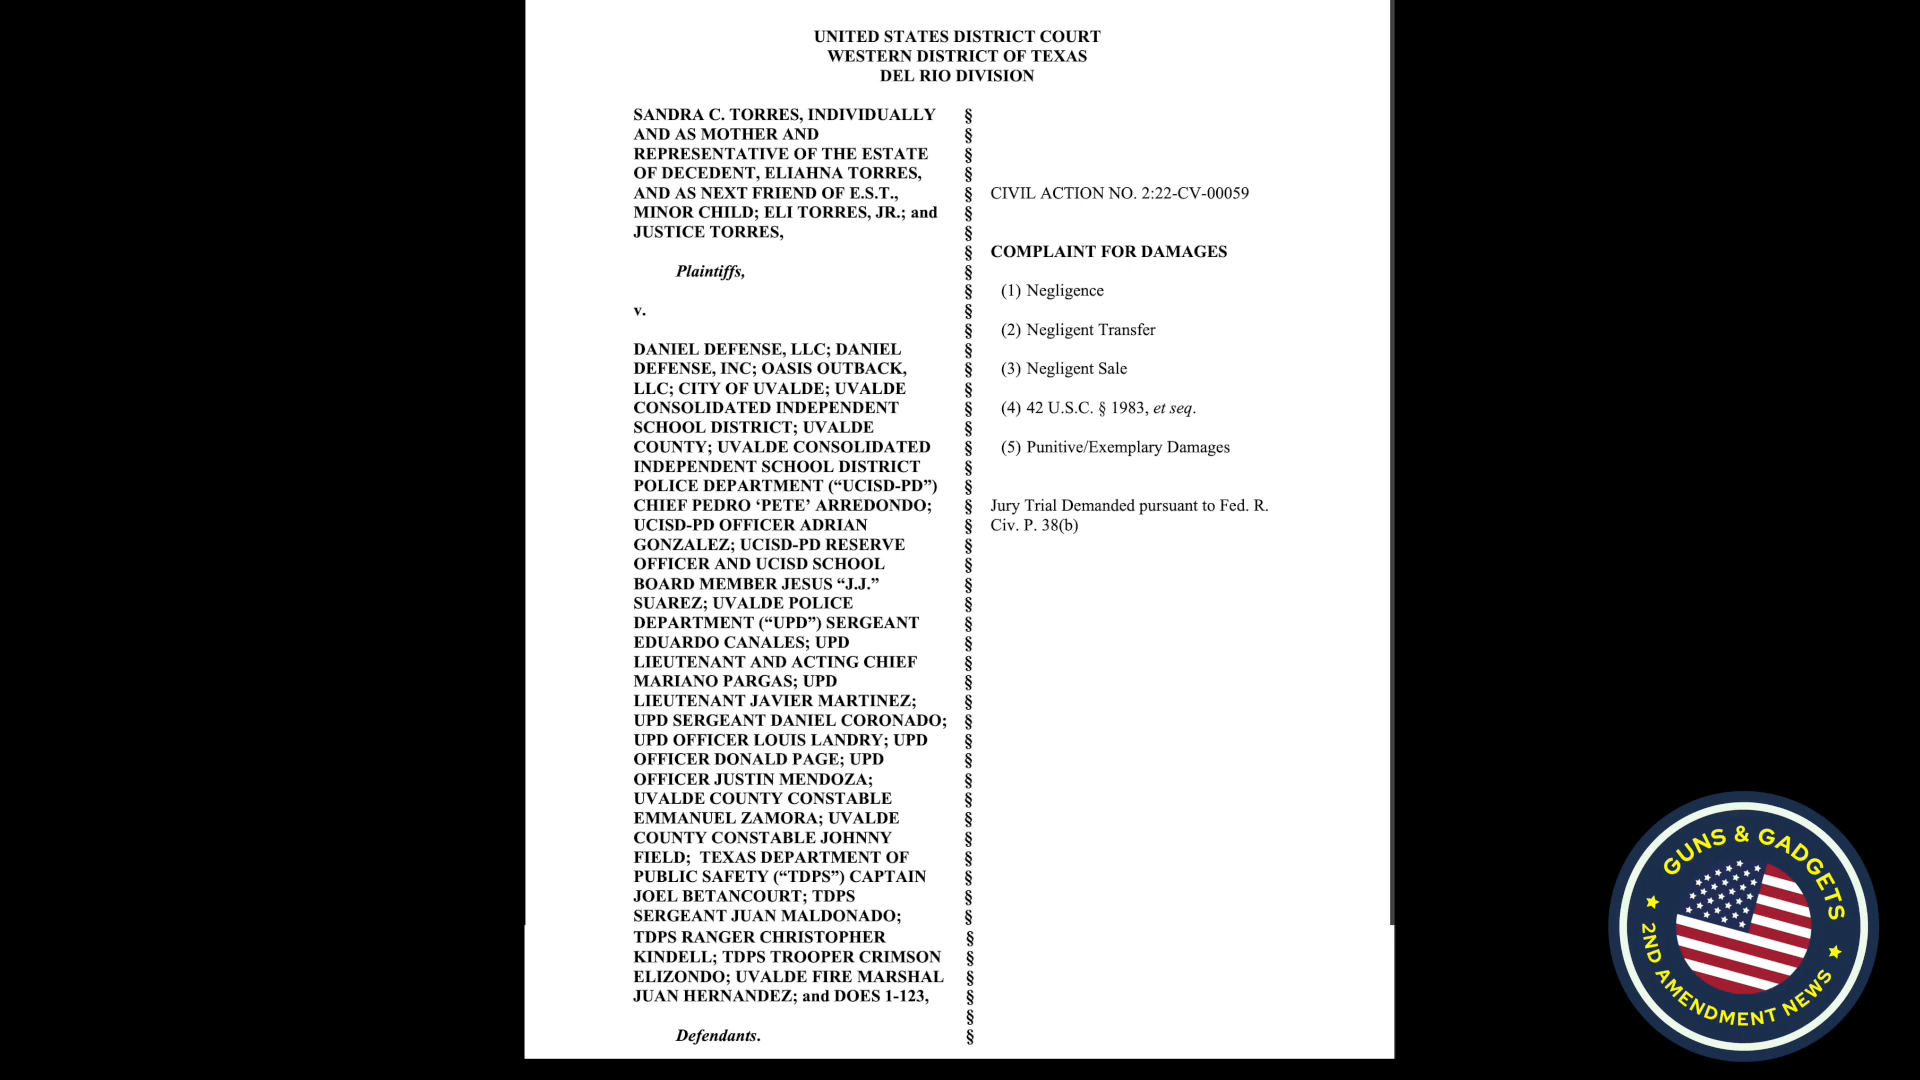 UNITED STATES DISTRICT COURT
WESTERN DISTRICT OF TEXAS
DEL RIO DIVISION
SANDRA C. TORRES, INDIVIDUALLY §
AND AS MOTHER AND §
REPRESENTATIVE OF THE ESTATE §
OF DECEDENT, ELIAHNA TORRES, §
AND AS NEXT FRIEND OF E.S.T., § CIVIL ACTION NO. 2:22-CV-00059
MINOR CHILD; ELI TORRES, JR.; and §
JUSTICE TORRES, §
§ COMPLAINT FOR DAMAGES
Plaintiffs, §
§ (1) Negligence
v. §
§ (2) Negligent Transfer
DANIEL DEFENSE, LLC; DANIEL §
DEFENSE, INC; OASIS OUTBACK, § (3) Negligent Sale
LLC; CITY OF UVALDE; UVALDE §
CONSOLIDATED INDEPENDENT § (4) 42 U.S.C. § 1983, et seq.
SCHOOL DISTRICT; UVALDE §
COUNTY; UVALDE CONSOLIDATED § (5) Punitive/Exemplary Damages
INDEPENDENT SCHOOL DISTRICT §
POLICE DEPARTMENT (“UCISD-PD”) §
CHIEF PEDRO ‘PETE’ ARREDONDO; § Jury Trial Demanded pursuant to Fed. R.
UCISD-PD OFFICER ADRIAN § Civ. P. 38(b)
GONZALEZ; UCISD-PD RESERVE §
OFFICER AND UCISD SCHOOL §
BOARD MEMBER JESUS “J.J.” §
SUAREZ; UVALDE POLICE §
DEPARTMENT (“UPD”) SERGEANT §
EDUARDO CANALES; UPD §
LIEUTENANT AND ACTING CHIEF §
MARIANO PARGAS; UPD §
LIEUTENANT JAVIER MARTINEZ; §
UPD SERGEANT DANIEL CORONADO; §
UPD OFFICER LOUIS LANDRY; UPD §
OFFICER DONALD PAGE; UPD §
OFFICER JUSTIN MENDOZA; §
UVALDE COUNTY CONSTABLE §
EMMANUEL ZAMORA; UVALDE §
COUNTY CONSTABLE JOHNNY §
FIELD; TEXAS DEPARTMENT OF §
PUBLIC SAFETY (“TDPS”) CAPTAIN §
JOEL BETANCOURT; TDPS §
SERGEANT JUAN MALDONADO; §
TDPS RANGER CHRISTOPHER §
KINDELL; TDPS TROOPER CRIMSON §
ELIZONDO; UVALDE FIRE MARSHAL §
JUAN HERNANDEZ; and DOES 1-123, §
§
Defendants. §
GUNS & GADGETS
2ND AMENDMENT NEWS